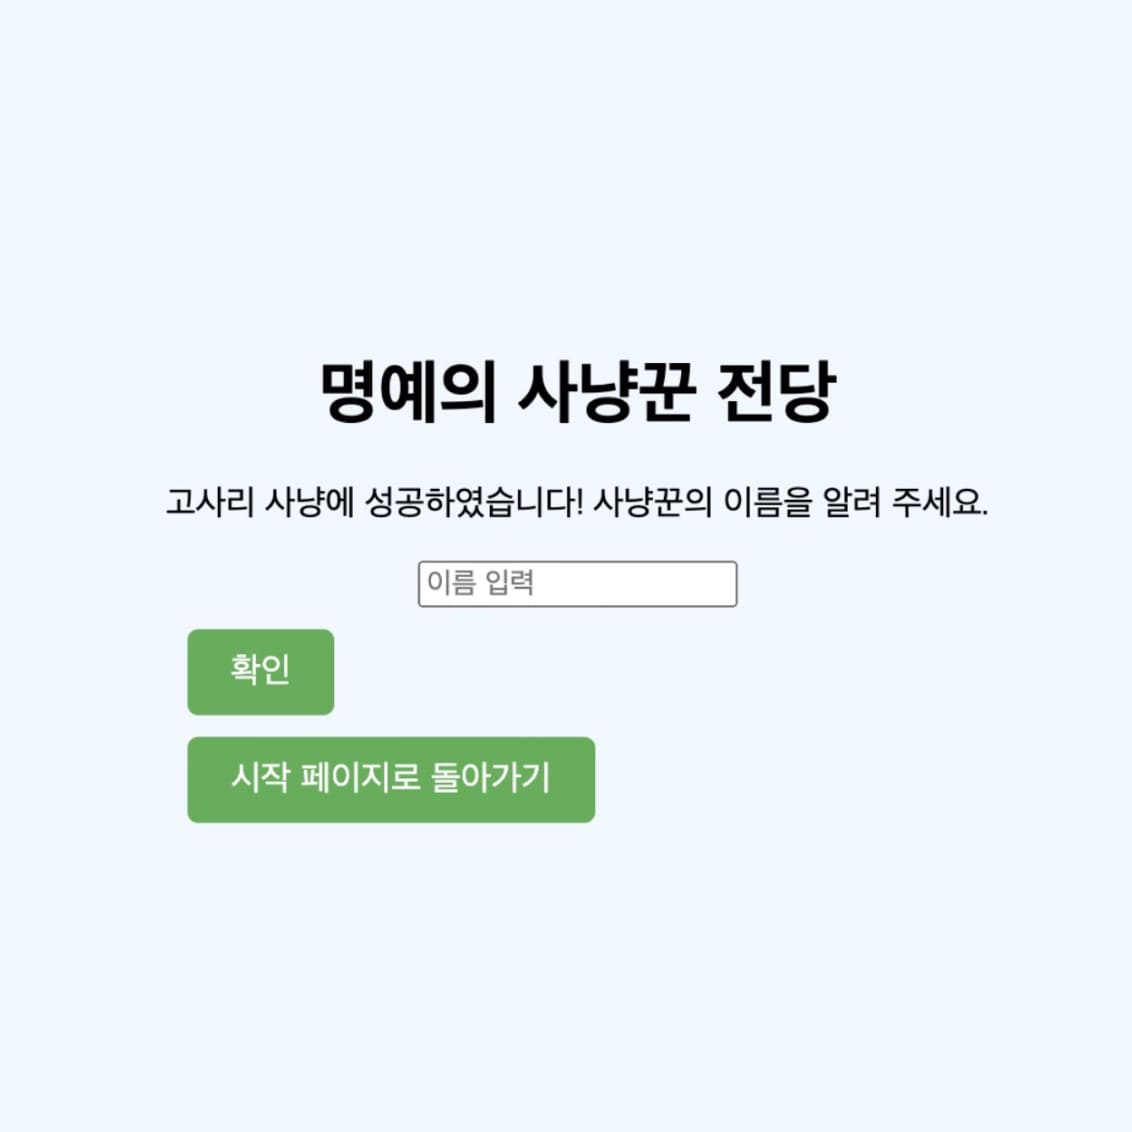 명예의 사냥꾼 전당
고사리 사냥에 성공하였습니다! 사냥꾼의 이름을 알려 주세요.
이름 입력
확인
시작 페이지로 돌아가기